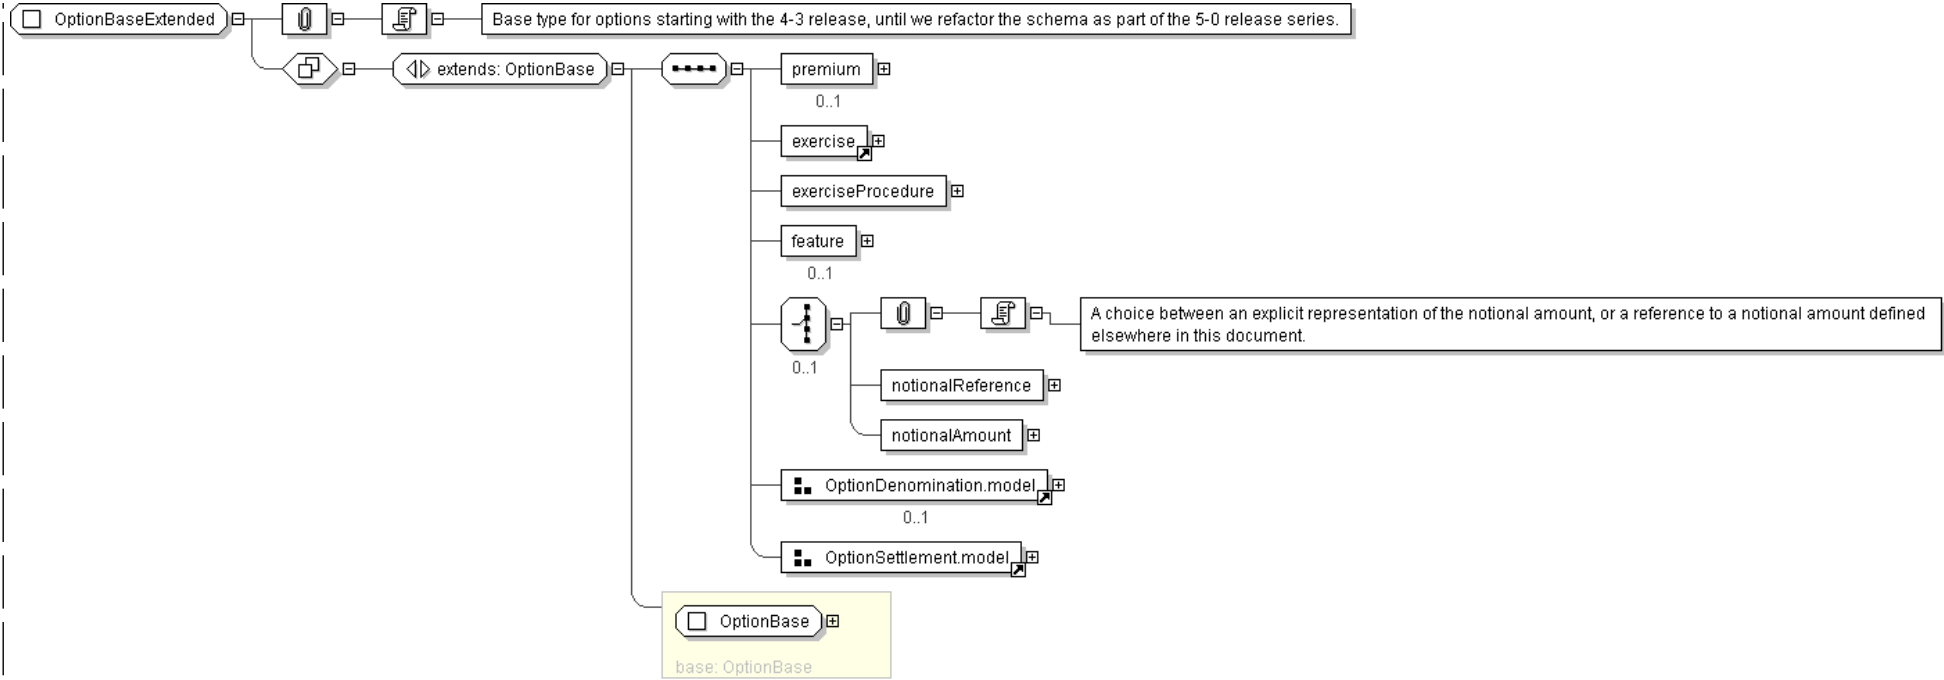 OptionBaseExtended
Base type for options starting with the 4-3 release, until we refactor the schema as part of the 5-0 release series.
extends: OptionBase
premium
0..1
exercise
exerciseProcedure
feature
0..1
A choice between an explicit representation of the notional amount, or a reference to a notional amount defined
elsewhere in this document.
0..1
notionalReference
notionalAmount
OptionDenomination.model
0..1
OptionSettlement.model
OptionBase
base: OptionBase